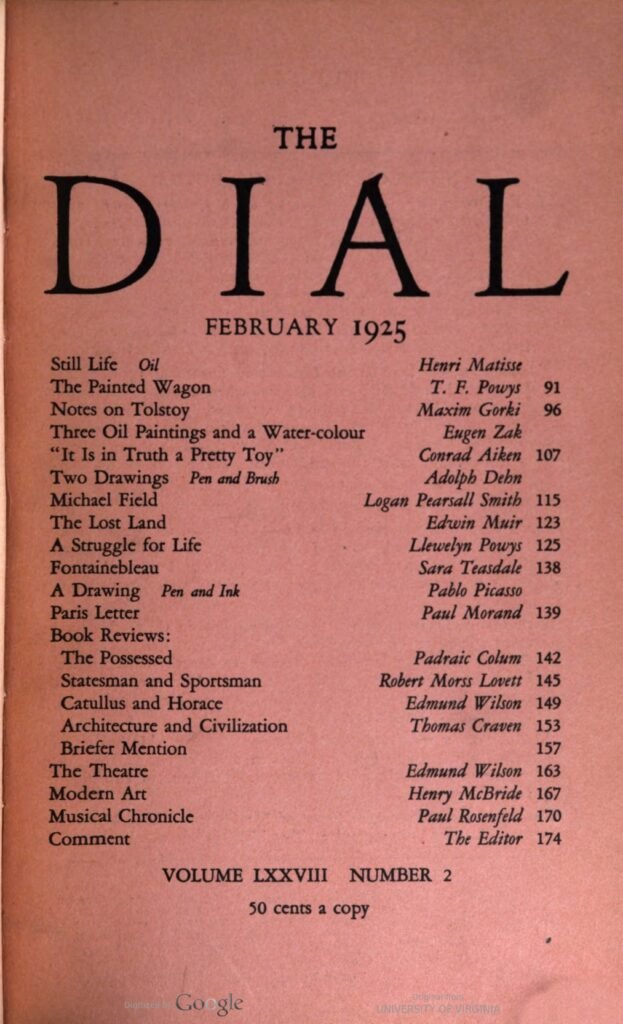 THE
DIAL
FEBRUARY 1925
Still Life Oil Henri Matisse
The Painted Wagon T. F. Powys 91
Notes on Tolstoy Maxim Gorki 96
Three Oil Paintings and a Water-colour Eugen Zak
"It Is in Truth a Pretty Toy" Conrad Aiken 107
Two Drawings Pen and Brush Adolph Dehn
Michael Field Logan Pearsall Smith 115
The Lost Land Edwin Muir 123
A Struggle for Life Llewelyn Powys 125
Fontainebleau Sara Teasdale 138
A Drawing Pen and Ink Pablo Picasso
Paris Letter Paul Morand 139
Book Reviews:
The Possessed Padraic Colum 142
Statesman and Sportsman Robert Morss Lovett 145
Catullus and Horace Edmund Wilson 149
Architecture and Civilization Thomas Craven 153
Briefer Mention 157
The Theatre Edmund Wilson 163
Modern Art Henry McBride 167
Musical Chronicle Paul Rosenfeld 170
Comment The Editor 174
VOLUME LXXVIII NUMBER 2
50 cents a copy
Digitized by Google
Original from
UNIVERSITY OF VIRGINIA